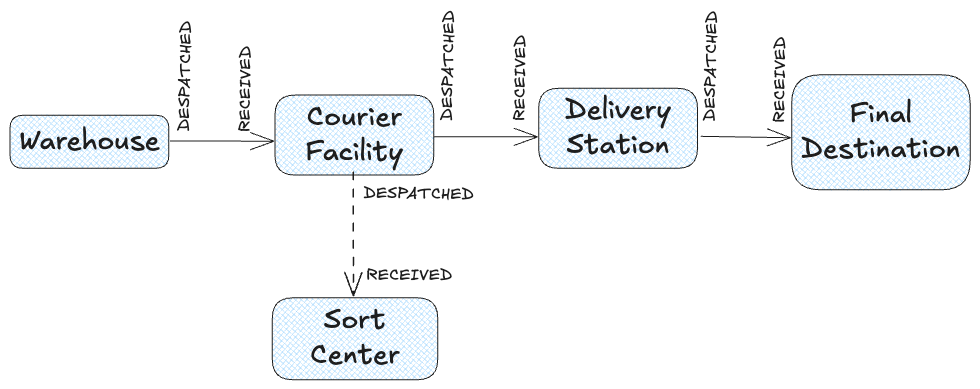 DESPATCHED
RECEIVED
DESPATCHED
RECEIVED
DESPATCHED
RECEIVED
Warehouse
Courier
Facility
Delivery
Station
Final
Destination
DESPATCHED
RECEIVED
Sort
Center